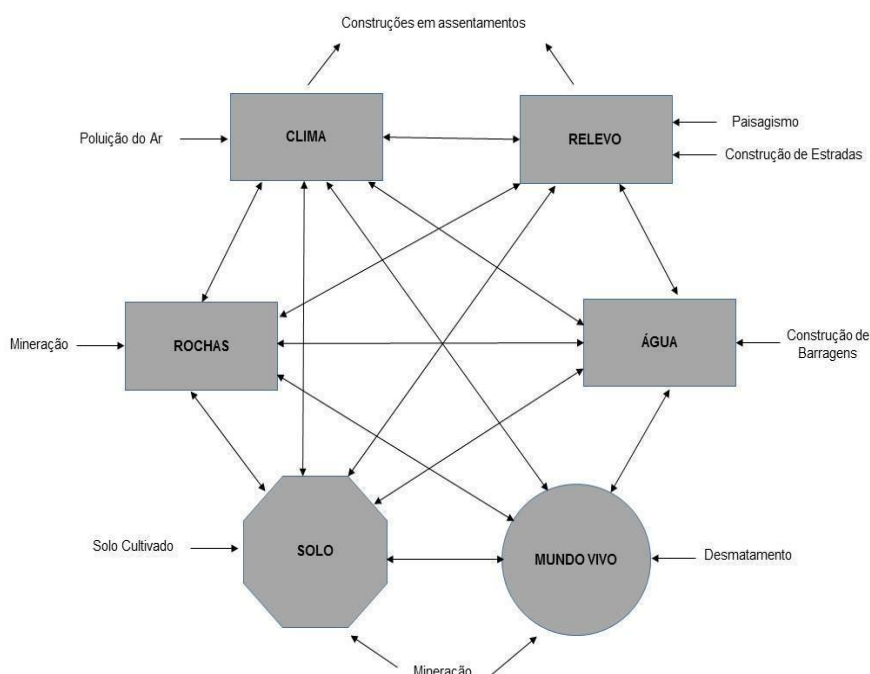 Construções em assentamentos
Poluição do Ar
CLIMA
RELEVO
Paisagismo
Construção de Estradas
Mineração
ROCHAS
ÁGUA
Construção de
Barragens
Solo Cultivado
SOLO
MUNDO VIVO
Desmatamento
Mineração